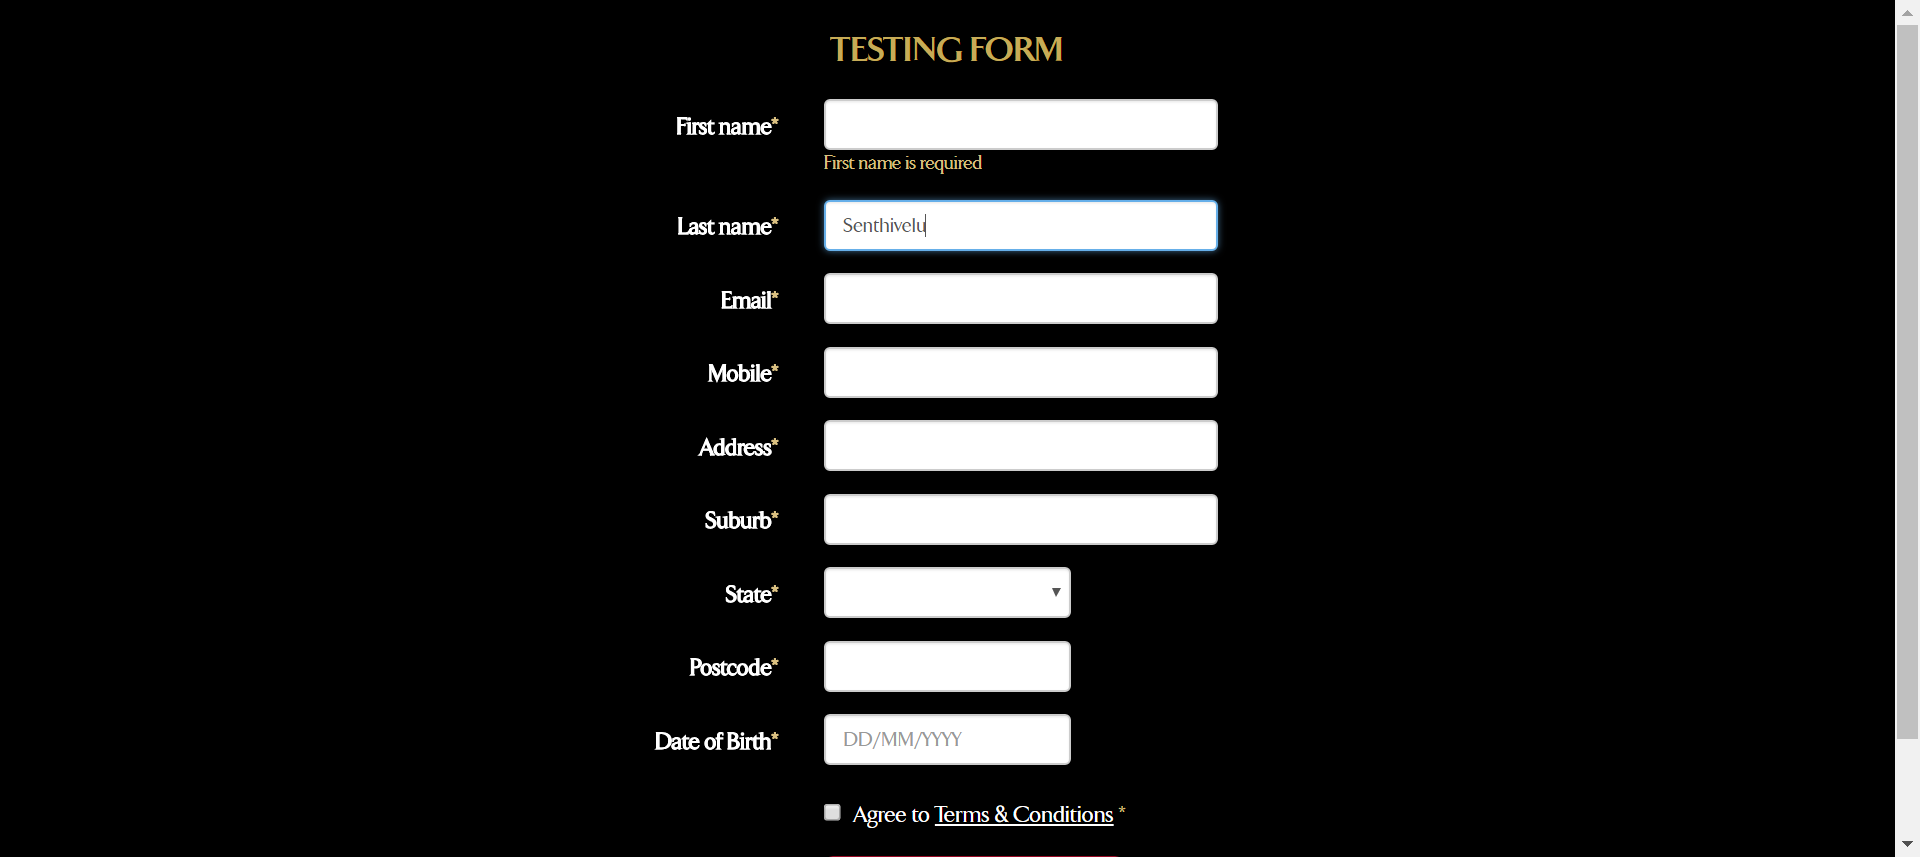 TESTING FORM
First name*
First name is required
Last name* Senthivelu
Email*
Mobile*
Address*
Suburb*
State*
Postcode*
Date of Birth* DD/MM/YYYY
Agree to Terms & Conditions *